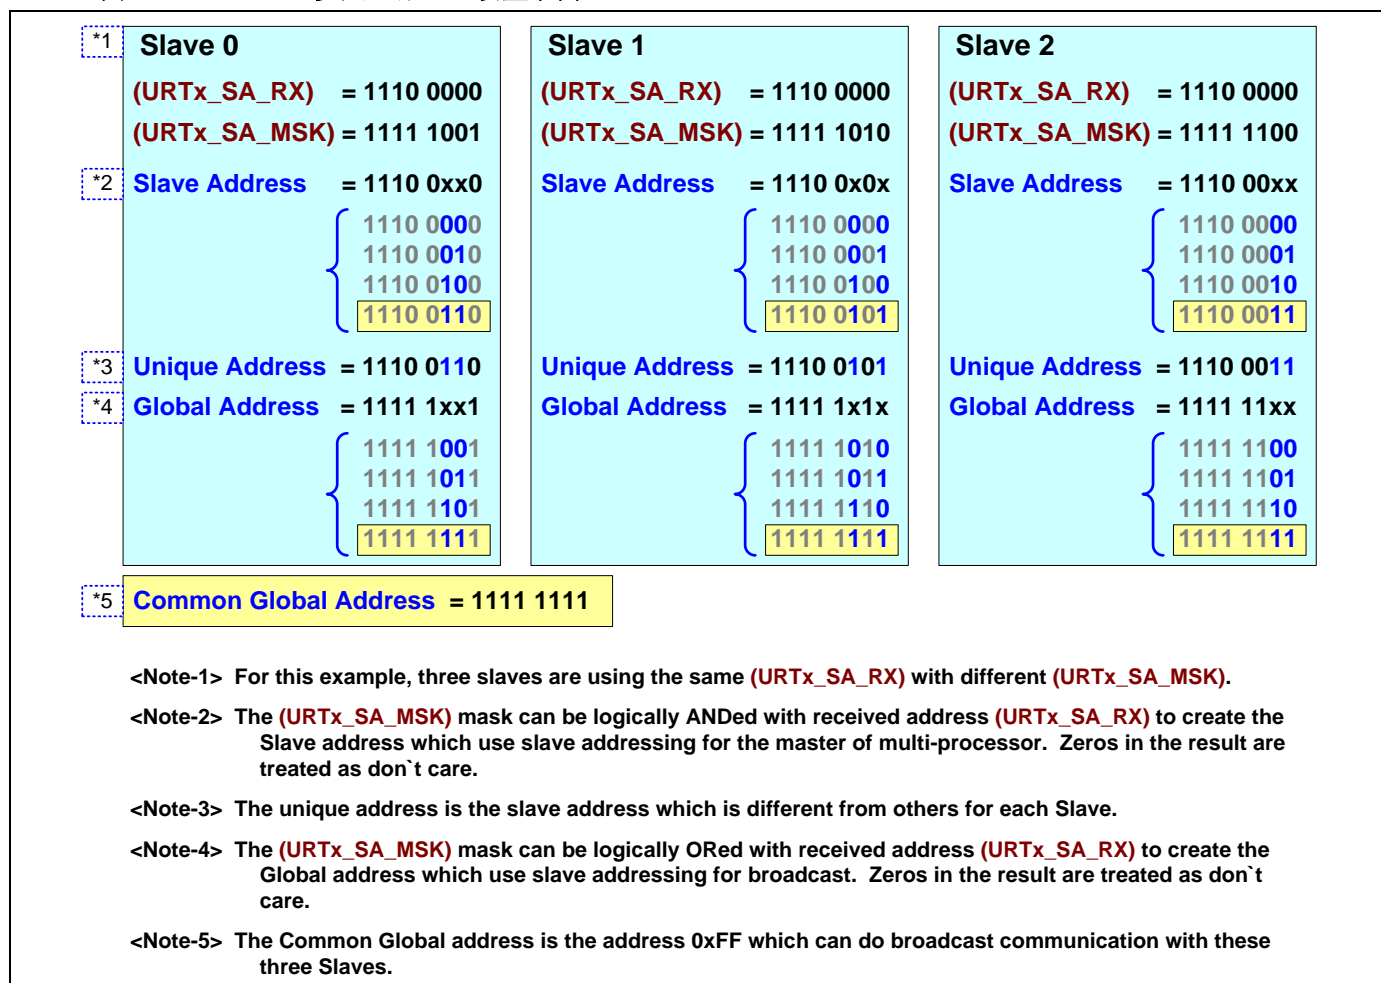 *1
Slave 0
(URTx_SA_RX) = 1110 0000
(URTx_SA_MSK) = 1111 1001
*2
Slave Address = 1110 0xx0
1110 0000
1110 0010
1110 0100
1110 0110
*3
Unique Address = 1110 0110
*4
Global Address = 1111 1xx1
1111 1001
1111 1011
1111 1101
1111 1111
Slave 1
(URTx_SA_RX) = 1110 0000
(URTx_SA_MSK) = 1111 1010
Slave Address = 1110 0x0x
1110 0000
1110 0001
1110 0100
1110 0101
Unique Address = 1110 0101
Global Address = 1111 1x1x
1111 1010
1111 1011
1111 1110
1111 1111
Slave 2
(URTx_SA_RX) = 1110 0000
(URTx_SA_MSK) = 1111 1100
Slave Address = 1110 00xx
1110 0000
1110 0001
1110 0010
1110 0011
Unique Address = 1110 0011
Global Address = 1111 11xx
1111 1100
1111 1101
1111 1110
1111 1111
*5
Common Global Address = 1111 1111
<Note-1> For this example, three slaves are using the same (URTx_SA_RX) with different (URTx_SA_MSK).
<Note-2> The (URTx_SA_MSK) mask can be logically ANDed with received address (URTx_SA_RX) to create the
Slave address which use slave addressing for the master of multi-processor. Zeros in the result are
treated as don`t care.
<Note-3> The unique address is the slave address which is different from others for each Slave.
<Note-4> The (URTx_SA_MSK) mask can be logically ORed with received address (URTx_SA_RX) to create the
Global address which use slave addressing for broadcast. Zeros in the result are treated as don`t
care.
<Note-5> The Common Global address is the address 0xFF which can do broadcast communication with these
three Slaves.